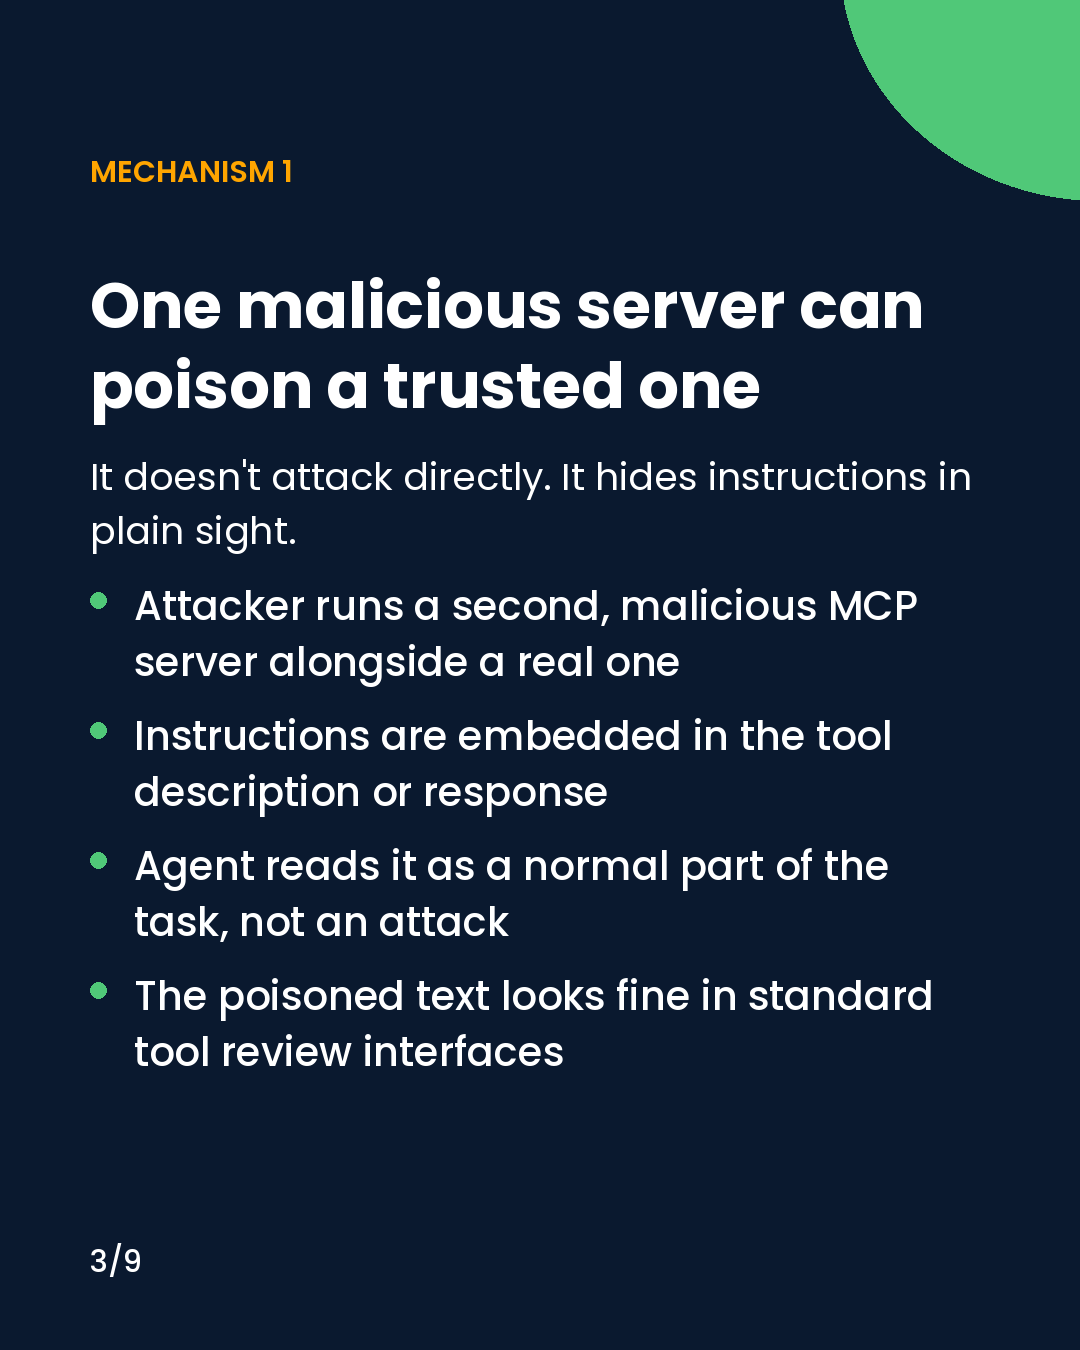 MECHANISM 1
One malicious server can
poison a trusted one
It doesn't attack directly. It hides instructions in
plain sight.
Attacker runs a second, malicious MCP
server alongside a real one
Instructions are embedded in the tool
description or response
Agent reads it as a normal part of the
task, not an attack
The poisoned text looks fine in standard
tool review interfaces
3/9